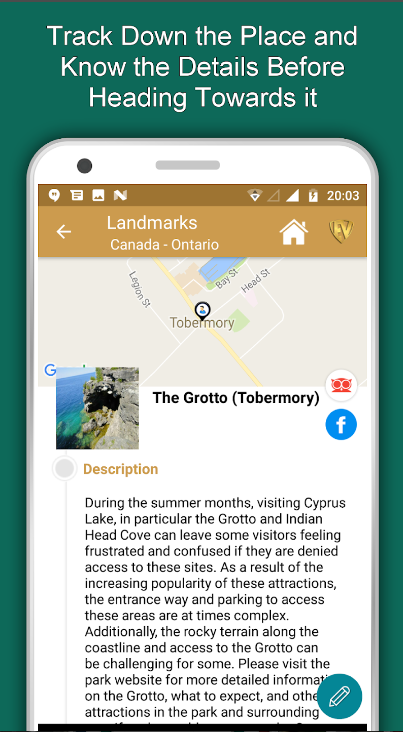 Track Down the Place and
Know the Details Before
Heading Towards it
20:03
Landmarks
Canada - Ontario
Legion St
Bay St
Head St
Tobermory
G
The Grotto (Tobermory)
f
Description
During the summer months, visiting Cyprus
Lake, in particular the Grotto and Indian
Head Cove can leave some visitors feeling
frustrated and confused if they are denied
access to these sites. As a result of the
increasing popularity of these attractions,
the entrance way and parking to access
these areas are at times complex.
Additionally, the rocky terrain along the
coastline and access to the Grotto can
be challenging for some. Please visit the
park website for more detailed informati
on the Grotto, what to expect, and othe
attractions in the park and surrounding